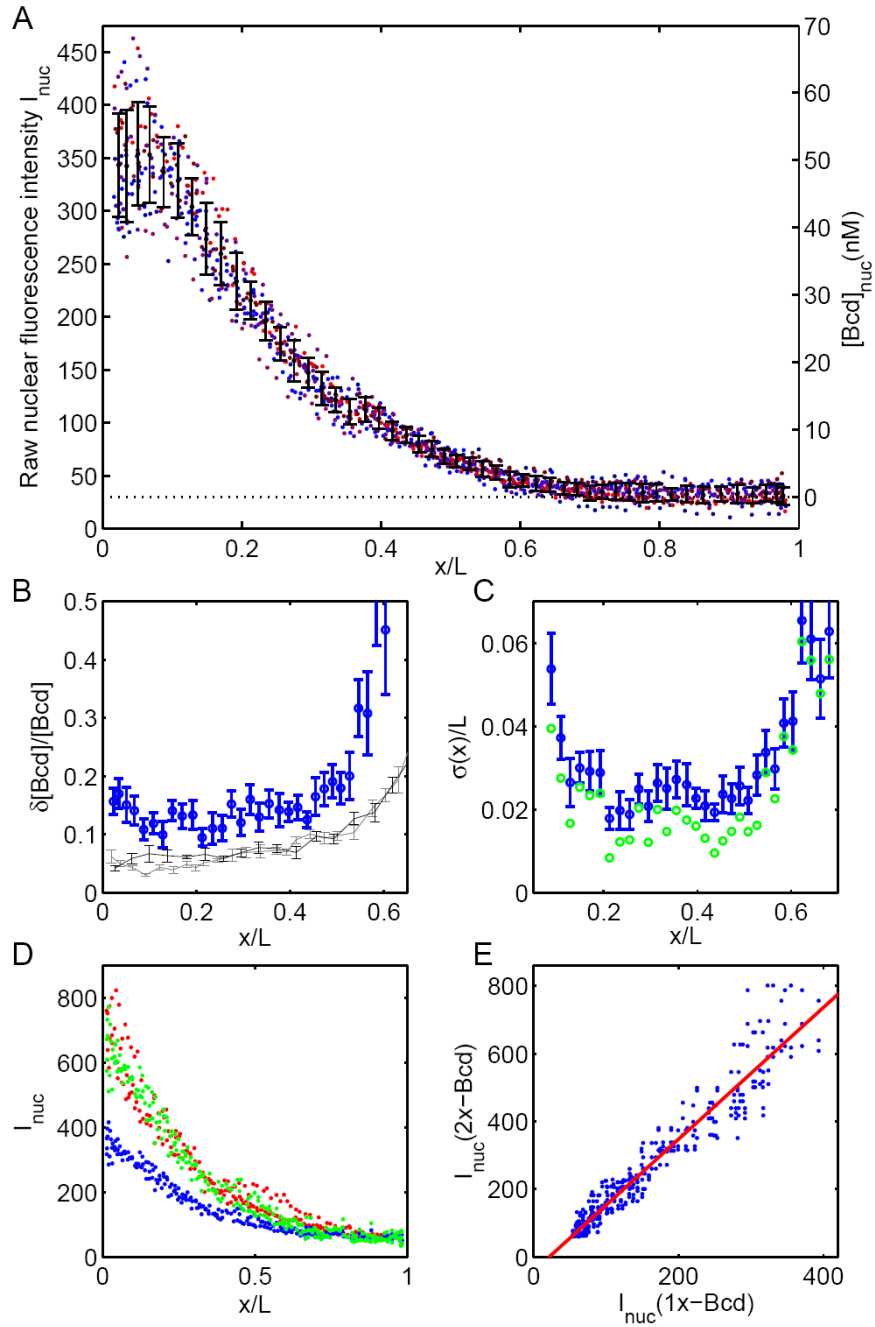 A
Raw nuclear fluorescence intensity I_nuc
450
400
350
300
250
200
150
100
50
0
70
60
50
40
30
20
10
0
[Bcd]_nuc (nM)
0 0.2 0.4 0.6 0.8 1
x/L
B
δ[Bcd]/[Bcd]
0.5
0.4
0.3
0.2
0.1
0
0 0.2 0.4 0.6
x/L
C
σ(x)/L
0.06
0.04
0.02
0
0.2 0.4 0.6
x/L
D
I_nuc
800
600
400
200
0
0 0.5 1
x/L
E
I_nuc(2x−Bcd)
800
600
400
200
0
0 200 400
I_nuc(1x−Bcd)